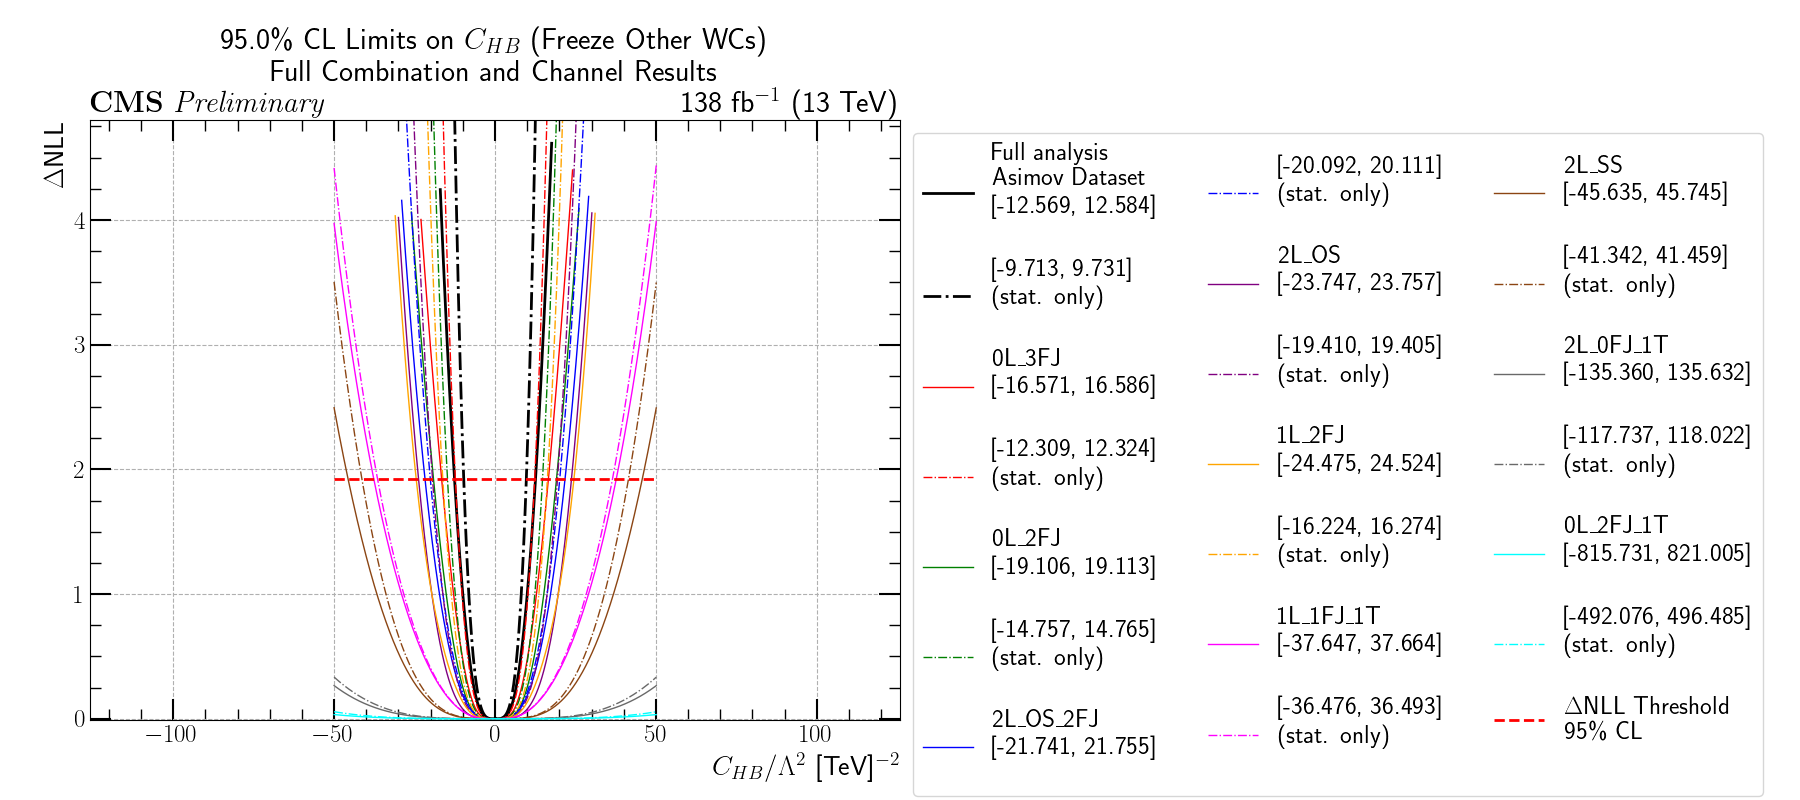 95.0% CL Limits on C_{HB} (Freeze Other WCs)
Full Combination and Channel Results
CMS Preliminary
138 fb^{−1} (13 TeV)
ΔNLL
4
3
2
1
0
−100
−50
0
50
100
C_{HB}/Λ^2 [TeV]^{−2}
Full analysis
Asimov Dataset
[-12.569, 12.584]
[-9.713, 9.731]
(stat. only)
0L_3FJ
[-16.571, 16.586]
[-12.309, 12.324]
(stat. only)
0L_2FJ
[-19.106, 19.113]
[-14.757, 14.765]
(stat. only)
2L_OS_2FJ
[-21.741, 21.755]
[-20.092, 20.111]
(stat. only)
2L_OS
[-23.747, 23.757]
[-19.410, 19.405]
(stat. only)
1L_2FJ
[-24.475, 24.524]
[-16.224, 16.274]
(stat. only)
1L_1FJ_1T
[-37.647, 37.664]
[-36.476, 36.493]
(stat. only)
2L_SS
[-45.635, 45.745]
[-41.342, 41.459]
(stat. only)
2L_0FJ_1T
[-135.360, 135.632]
[-117.737, 118.022]
(stat. only)
0L_2FJ_1T
[-815.731, 821.005]
[-492.076, 496.485]
(stat. only)
ΔNLL Threshold
95% CL